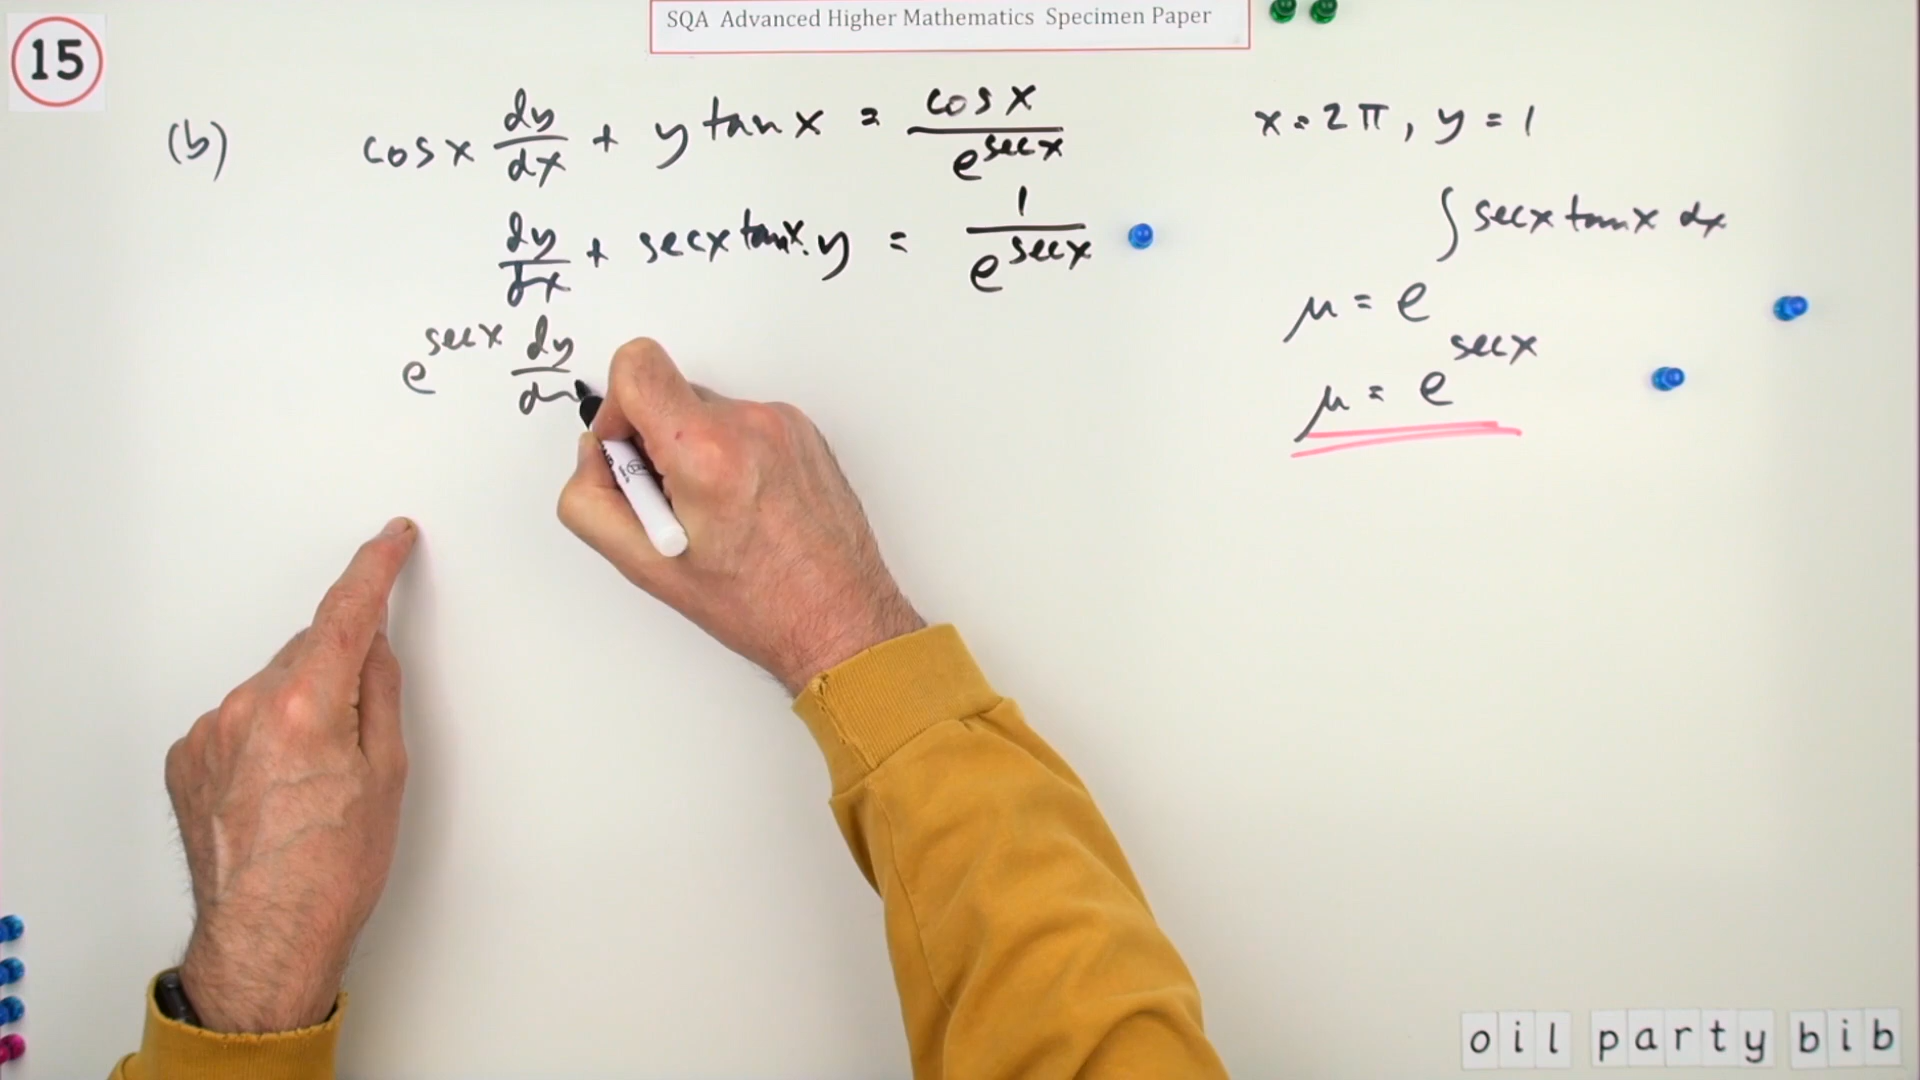 SQA Advanced Higher Mathematics Specimen Paper
15
(b) cos x dy/dx + y tan x = cos x / e^(sec x)
x = 2π, y = 1
dy/dx + sec x tan x . y = 1 / e^(sec x)
μ = e^(∫ sec x tan x dx)
μ = e^(sec x)
e^(sec x) dy/dx
oil party bib